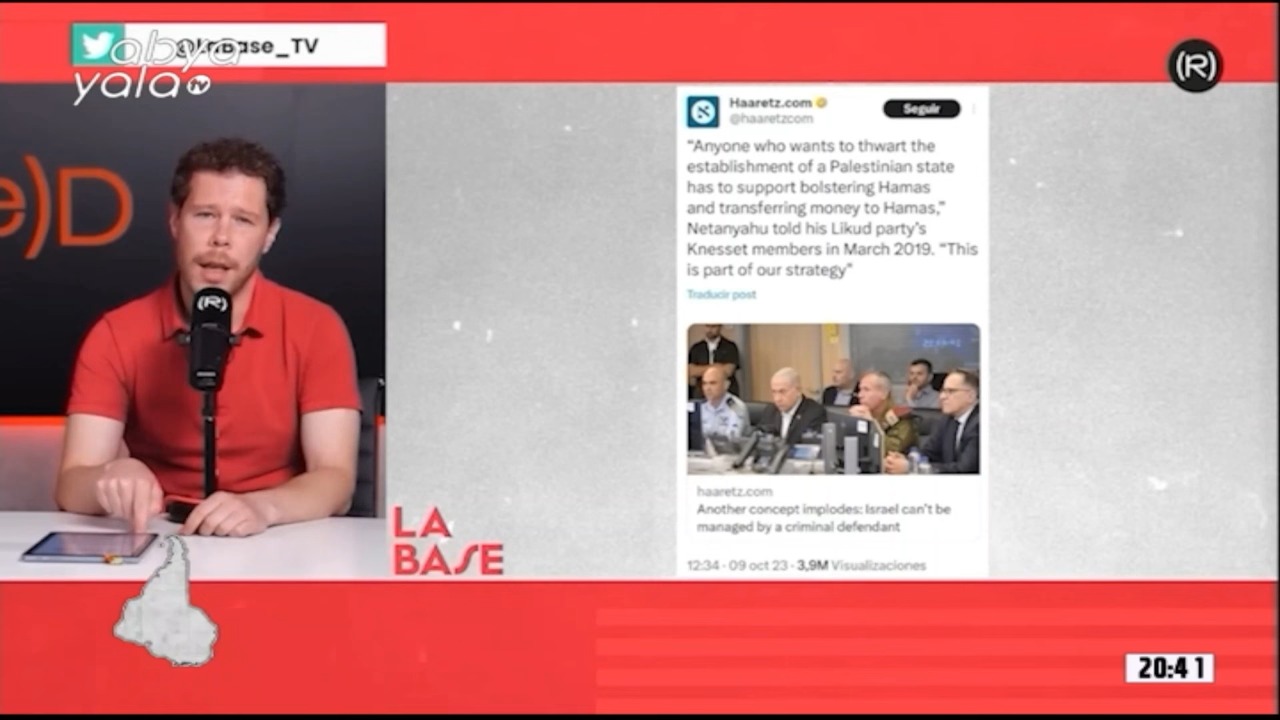 @LaBase_TV
abya
yala tv
(R)
e)D
(R)
Haaretz.com
@haaretzcom
Seguir
“Anyone who wants to thwart the
establishment of a Palestinian state
has to support bolstering Hamas
and transferring money to Hamas,”
Netanyahu told his Likud party’s
Knesset members in March 2019. “This
is part of our strategy”
Traducir post
haaretz.com
Another concept implodes: Israel can’t be
managed by a criminal defendant
12:34 · 09 oct 23 · 3,9M Visualizaciones
LA
BASE
20:41